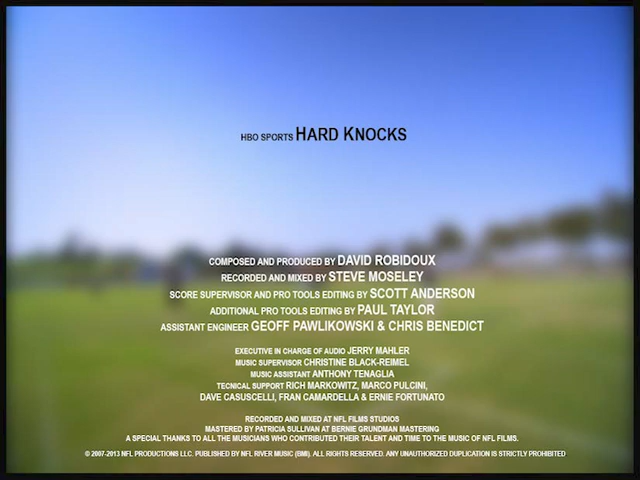 HBO SPORTS HARD KNOCKS
COMPOSED AND PRODUCED BY DAVID ROBIDOUX
RECORDED AND MIXED BY STEVE MOSELEY
SCORE SUPERVISOR AND PRO TOOLS EDITING BY SCOTT ANDERSON
ADDITIONAL PRO TOOLS EDITING BY PAUL TAYLOR
ASSISTANT ENGINEER GEOFF PAWLIKOWSKI & CHRIS BENEDICT
EXECUTIVE IN CHARGE OF AUDIO JERRY MAHLER
MUSIC SUPERVISOR CHRISTINE BLACK-REIMEL
MUSIC ASSISTANT ANTHONY TENAGLIA
TECNICAL SUPPORT RICH MARKOWITZ, MARCO PULCINI,
DAVE CASUSCELLI, FRAN CAMARDELLA & ERNIE FORTUNATO
RECORDED AND MIXED AT NFL FILMS STUDIOS
MASTERED BY PATRICIA SULLIVAN AT BERNIE GRUNDMAN MASTERING
A SPECIAL THANKS TO ALL THE MUSICIANS WHO CONTRIBUTED THEIR TALENT AND TIME TO THE MUSIC OF NFL FILMS.
© 2007-2013 NFL PRODUCTIONS LLC. PUBLISHED BY NFL RIVER MUSIC (BMI). ALL RIGHTS RESERVED. ANY UNAUTHORIZED DUPLICATION IS STRICTLY PROHIBITED